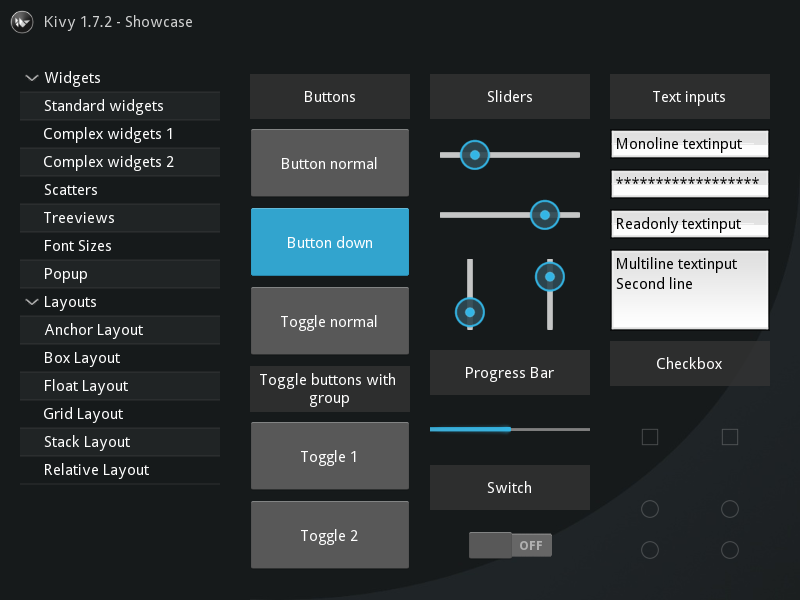 Kivy 1.7.2 - Showcase
Widgets
Standard widgets
Complex widgets 1
Complex widgets 2
Scatters
Treeviews
Font Sizes
Popup
Layouts
Anchor Layout
Box Layout
Float Layout
Grid Layout
Stack Layout
Relative Layout
Buttons
Button normal
Button down
Toggle normal
Toggle buttons with
group
Toggle 1
Toggle 2
Sliders
Progress Bar
Switch
OFF
Text inputs
Monoline textinput
******************
Readonly textinput
Multiline textinput
Second line
Checkbox